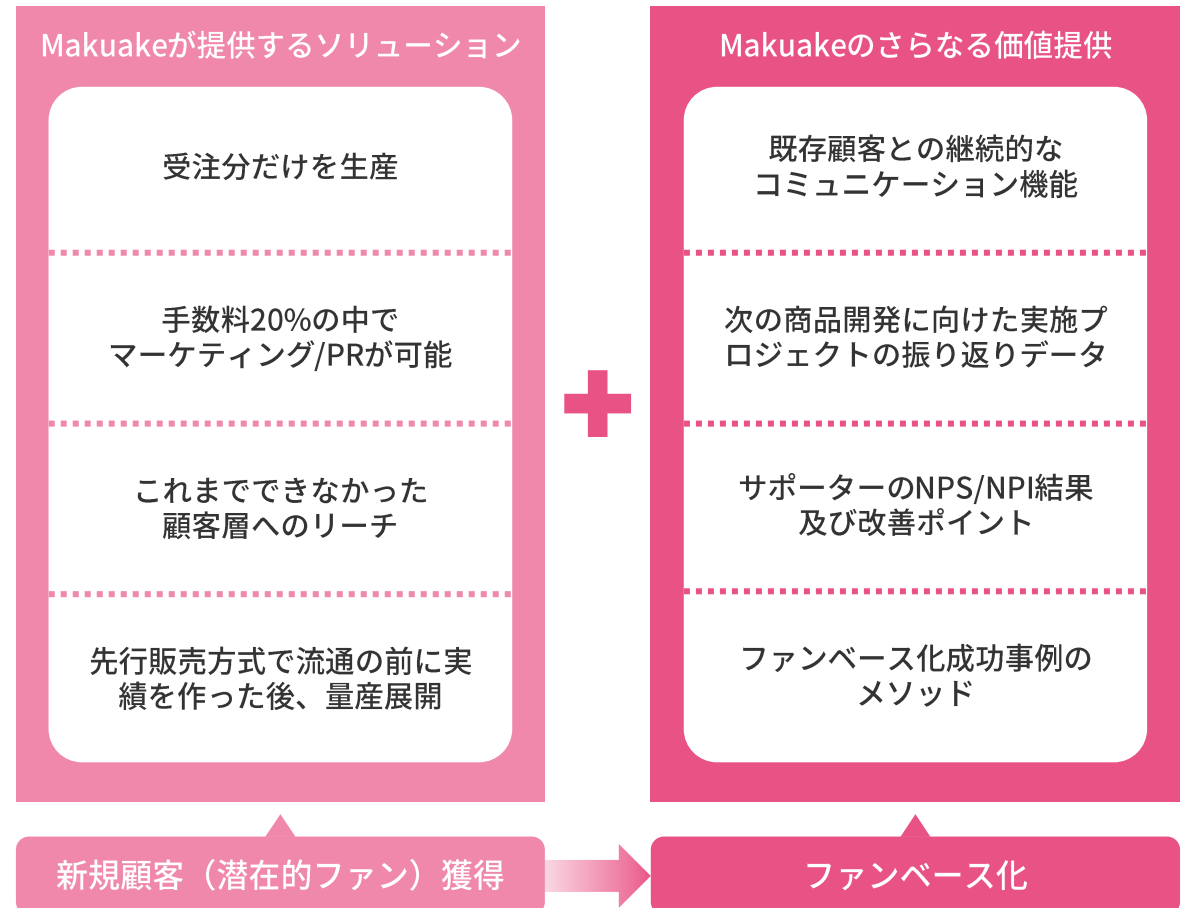 Makuakeが提供するソリューション
受注分だけを生産
手数料20%の中で
マーケティング/PRが可能
これまでできなかった
顧客層へのリーチ
先行販売方式で流通の前に実
績を作った後、量産展開
新規顧客（潜在的ファン）獲得
Makuakeのさらなる価値提供
既存顧客との継続的な
コミュニケーション機能
次の商品開発に向けた実施プ
ロジェクトの振り返りデータ
サポーターのNPS/NPI結果
及び改善ポイント
ファンベース化成功事例の
メソッド
ファンベース化